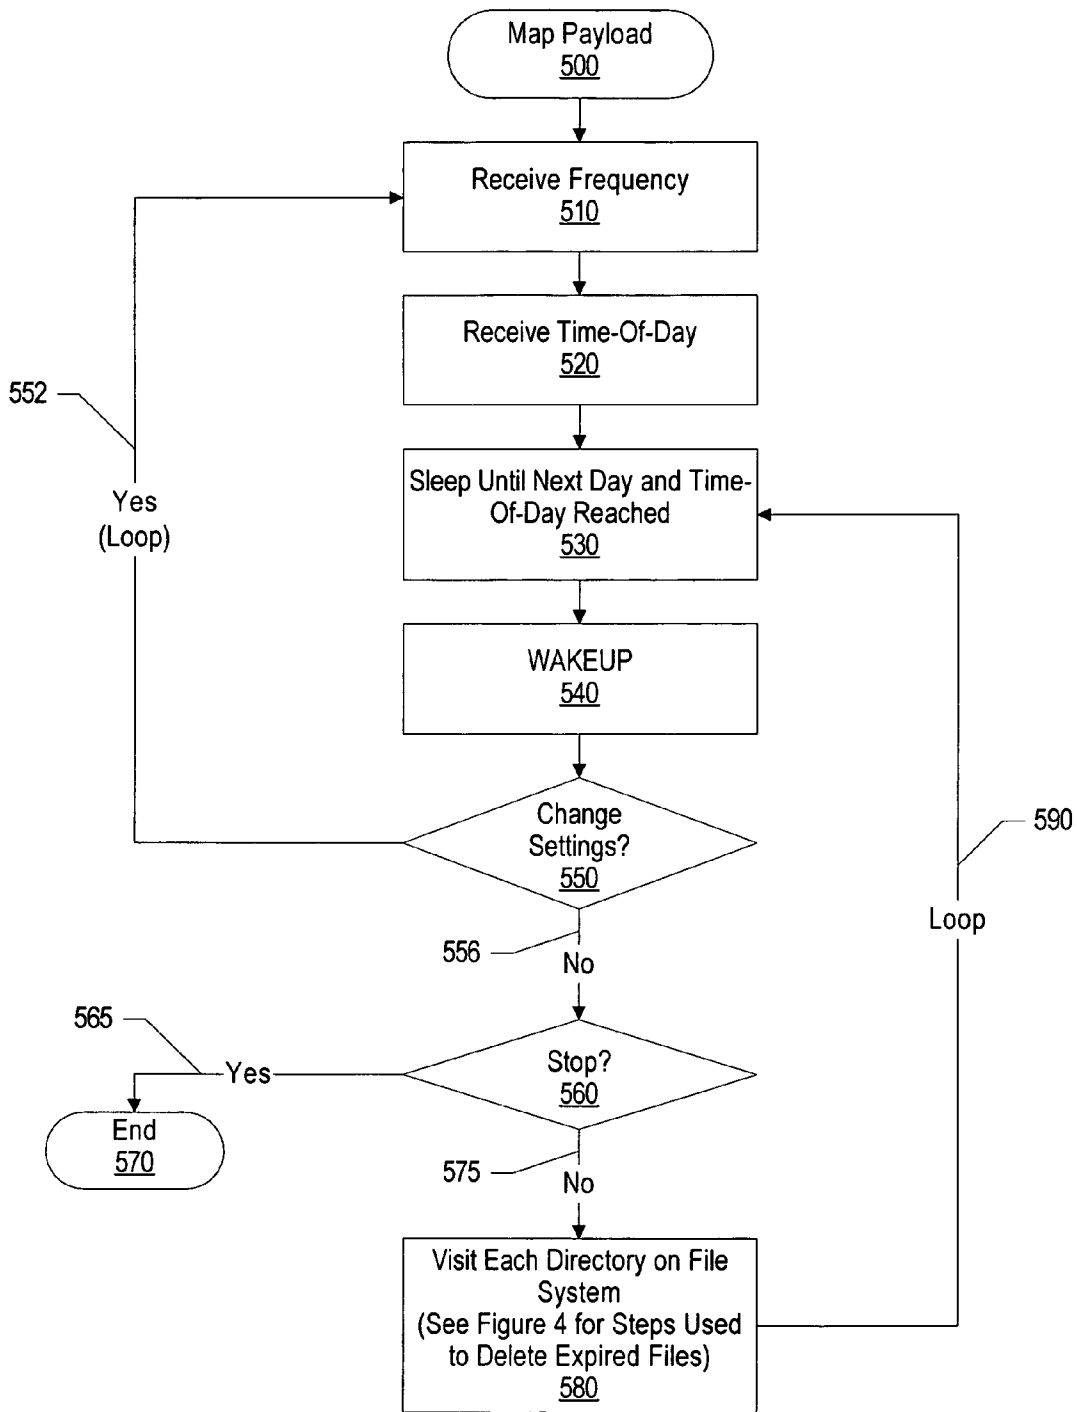 Map Payload
500
Receive Frequency
510
Receive Time-Of-Day
520
552
Sleep Until Next Day and Time-
Of-Day Reached
530
Yes
(Loop)
WAKEUP
540
Change
Settings?
550
590
Loop
556
No
565
Yes
Stop?
560
End
570
575
No
Visit Each Directory on File
System
(See Figure 4 for Steps Used
to Delete Expired Files)
580